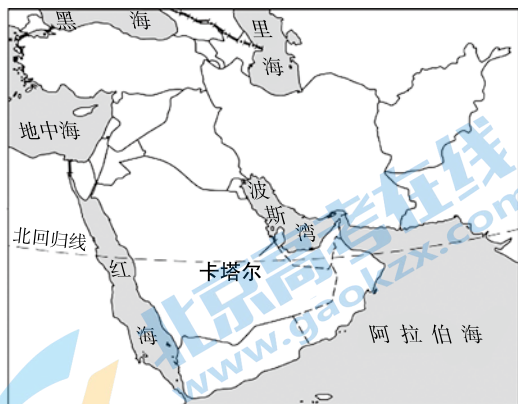 黑海
里海
地中海
波斯湾
北回归线
红海
卡塔尔
阿拉伯海
北京高考在线
www.gaokzx.com